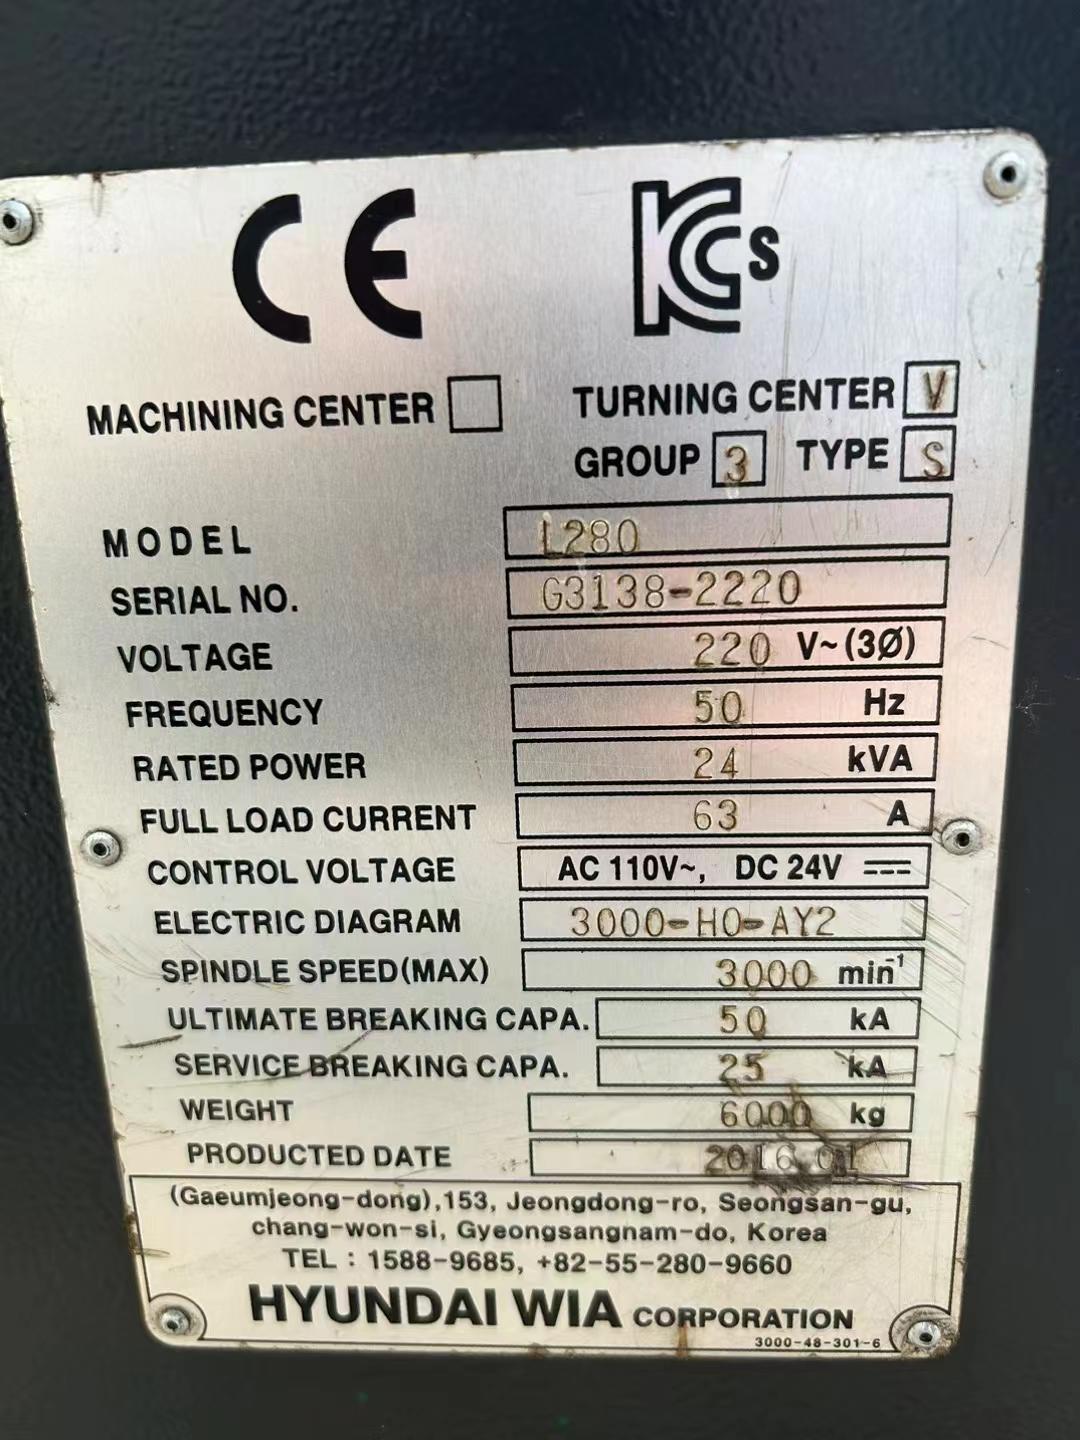 CE KCs
MACHINING CENTER TURNING CENTER V
GROUP 3 TYPE S
MODEL L280
SERIAL NO. G3138-2220
VOLTAGE 220 V~(3Ø)
FREQUENCY 50 Hz
RATED POWER 24 kVA
FULL LOAD CURRENT 63 A
CONTROL VOLTAGE AC 110V~, DC 24V ⎓
ELECTRIC DIAGRAM 3000-H0-AY2
SPINDLE SPEED(MAX) 3000 min⁻¹
ULTIMATE BREAKING CAPA. 50 kA
SERVICE BREAKING CAPA. 25 kA
WEIGHT 6000 kg
PRODUCTED DATE 2016.01
(Gaeumjeong-dong),153, Jeongdong-ro, Seongsan-gu,
chang-won-si, Gyeongsangnam-do, Korea
TEL : 1588-9685, +82-55-280-9660
HYUNDAI WIA CORPORATION
3000-48-301-6